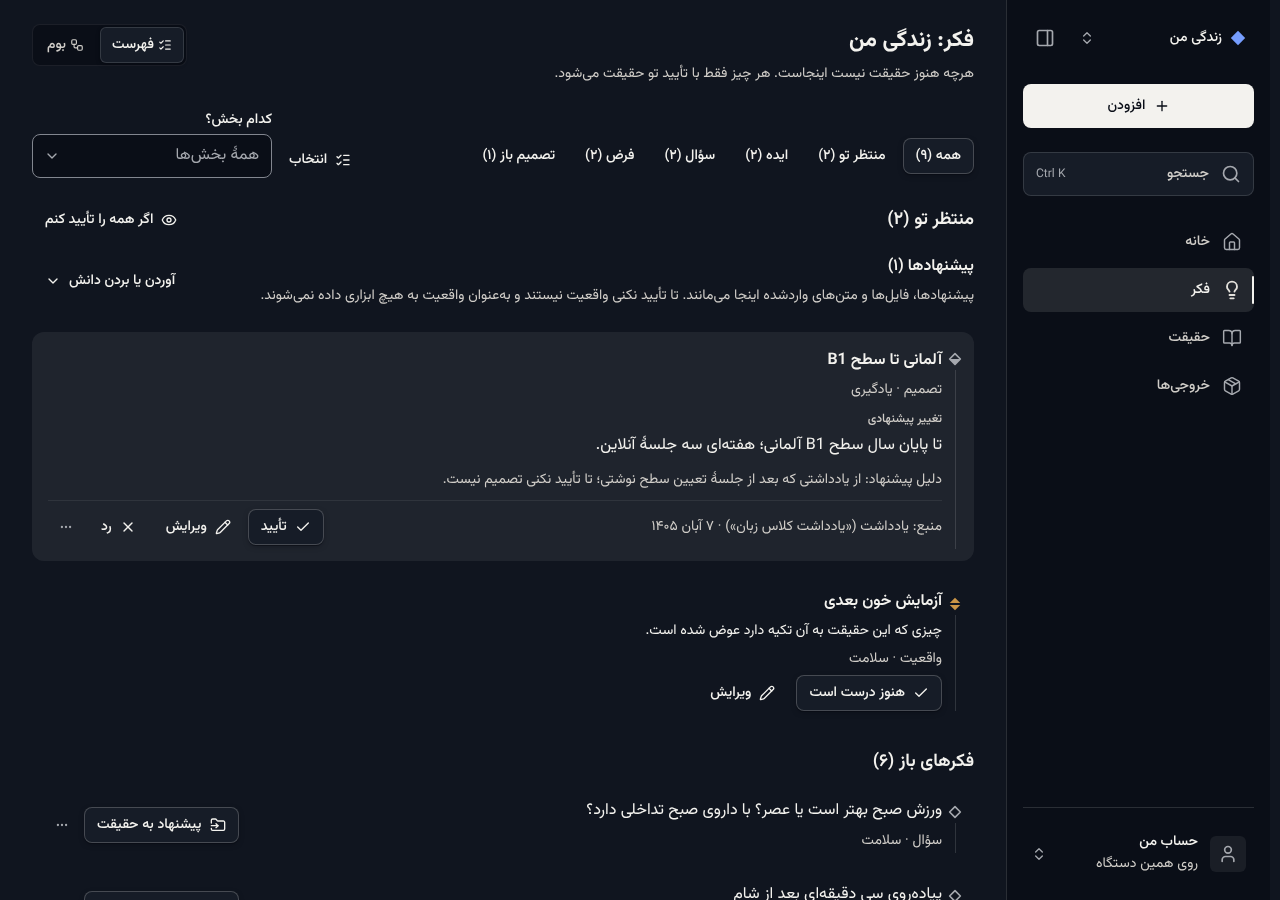 زندگی من
افزودن
جستجو
Ctrl K
خانه
فکر
حقیقت
خروجی‌ها
حساب من
روی همین دستگاه
فکر: زندگی من
هرچه هنوز حقیقت نیست اینجاست. هر چیز فقط با تأیید تو حقیقت می‌شود.
فهرست
بوم
همه (۹)
منتظر تو (۲)
ایده (۲)
سؤال (۲)
فرض (۲)
تصمیم باز (۱)
انتخاب
کدام بخش؟
همهٔ بخش‌ها
منتظر تو (۲)
اگر همه را تأیید کنم
پیشنهادها (۱)
پیشنهادها، فایل‌ها و متن‌های واردشده اینجا می‌مانند. تا تأیید نکنی واقعیت نیستند و به‌عنوان واقعیت به هیچ ابزاری داده نمی‌شوند.
آوردن یا بردن دانش
آلمانی تا سطح B1
تصمیم · یادگیری
تغییر پیشنهادی
تا پایان سال سطح B1 آلمانی؛ هفته‌ای سه جلسهٔ آنلاین.
دلیل پیشنهاد: از یادداشتی که بعد از جلسهٔ تعیین سطح نوشتی؛ تا تأیید نکنی تصمیم نیست.
منبع: یادداشت («یادداشت کلاس زبان») · ۷ آبان ۱۴۰۵
تأیید
ویرایش
رد
آزمایش خون بعدی
چیزی که این حقیقت به آن تکیه دارد عوض شده است.
واقعیت · سلامت
هنوز درست است
ویرایش
فکرهای باز (۶)
ورزش صبح بهتر است یا عصر؟ با داروی صبح تداخلی دارد؟
سؤال · سلامت
پیشنهاد به حقیقت
پیاده‌روی سی دقیقه‌ای بعد از شام